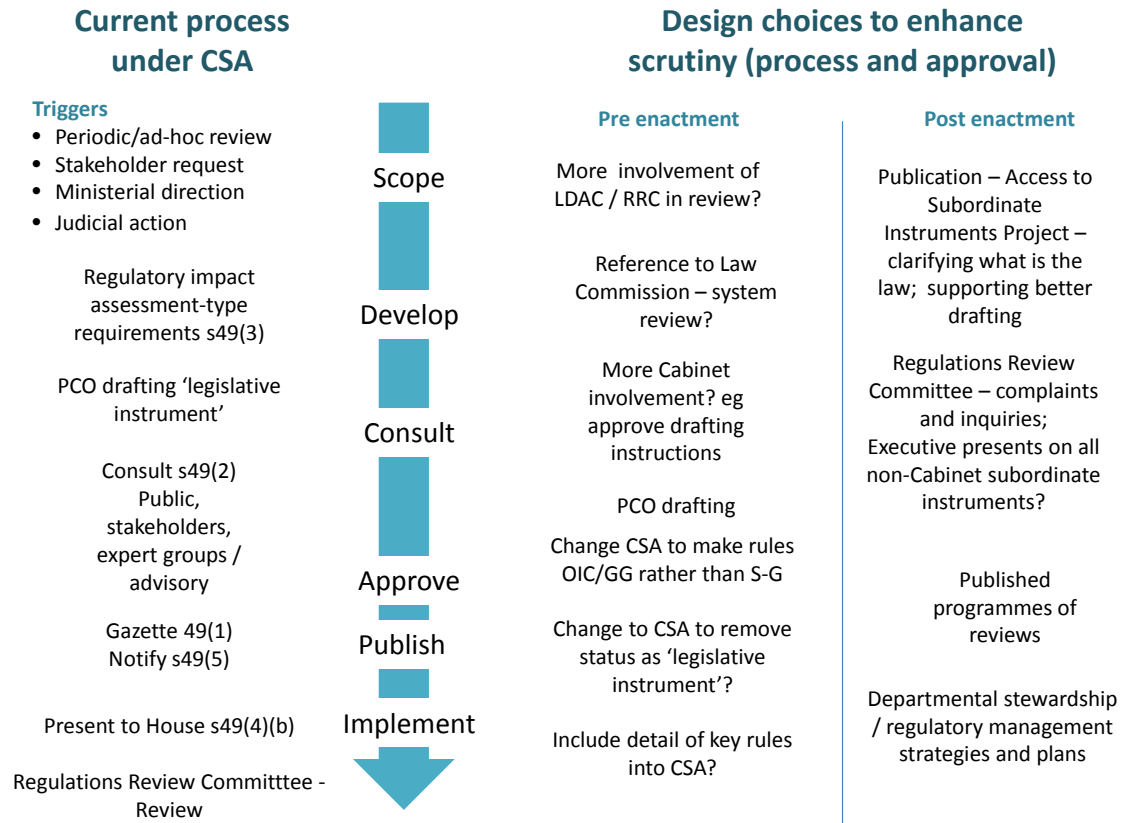 Current process
under CSA
Triggers
• Periodic/ad-hoc review
• Stakeholder request
• Ministerial direction
• Judicial action
Regulatory impact
assessment-type
requirements s49(3)
PCO drafting ‘legislative
instrument’
Consult s49(2)
Public,
stakeholders,
expert groups /
advisory
Gazette 49(1)
Notify s49(5)
Present to House s49(4)(b)
Regulations Review Committtee -
Review
Scope
Develop
Consult
Approve
Publish
Implement
Design choices to enhance
scrutiny (process and approval)
Pre enactment
More  involvement of
LDAC / RRC in review?
Reference to Law
Commission – system
review?
More Cabinet
involvement? eg
approve drafting
instructions
PCO drafting
Change CSA to make rules
OIC/GG rather than S-G
Change to CSA to remove
status as ‘legislative
instrument’?
Include detail of key rules
into CSA?
Post enactment
Publication – Access to
Subordinate
Instruments Project –
clarifying what is the
law;  supporting better
drafting
Regulations Review
Committee – complaints
and inquiries;
Executive presents on all
non-Cabinet subordinate
instruments?
Published
programmes of
reviews
Departmental stewardship
/ regulatory management
strategies and plans